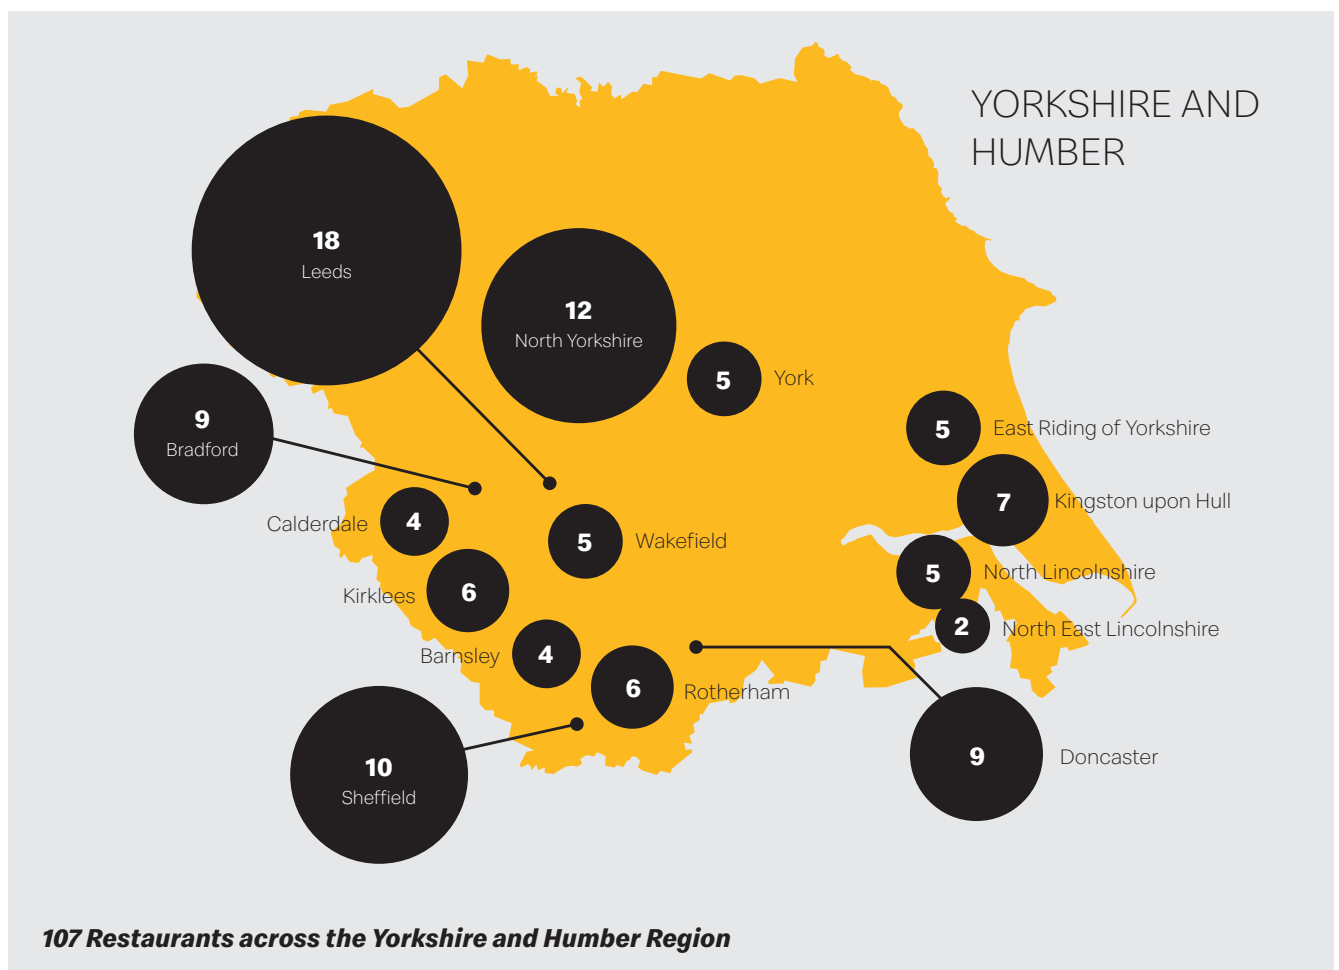 YORKSHIRE AND
HUMBER
18
Leeds
12
North Yorkshire
5
York
9
Bradford
5
East Riding of Yorkshire
7
Kingston upon Hull
Calderdale
4
5
Wakefield
5
North Lincolnshire
Kirklees
6
2
North East Lincolnshire
Barnsley
4
6
Rotherham
10
Sheffield
9
Doncaster
107 Restaurants across the Yorkshire and Humber Region